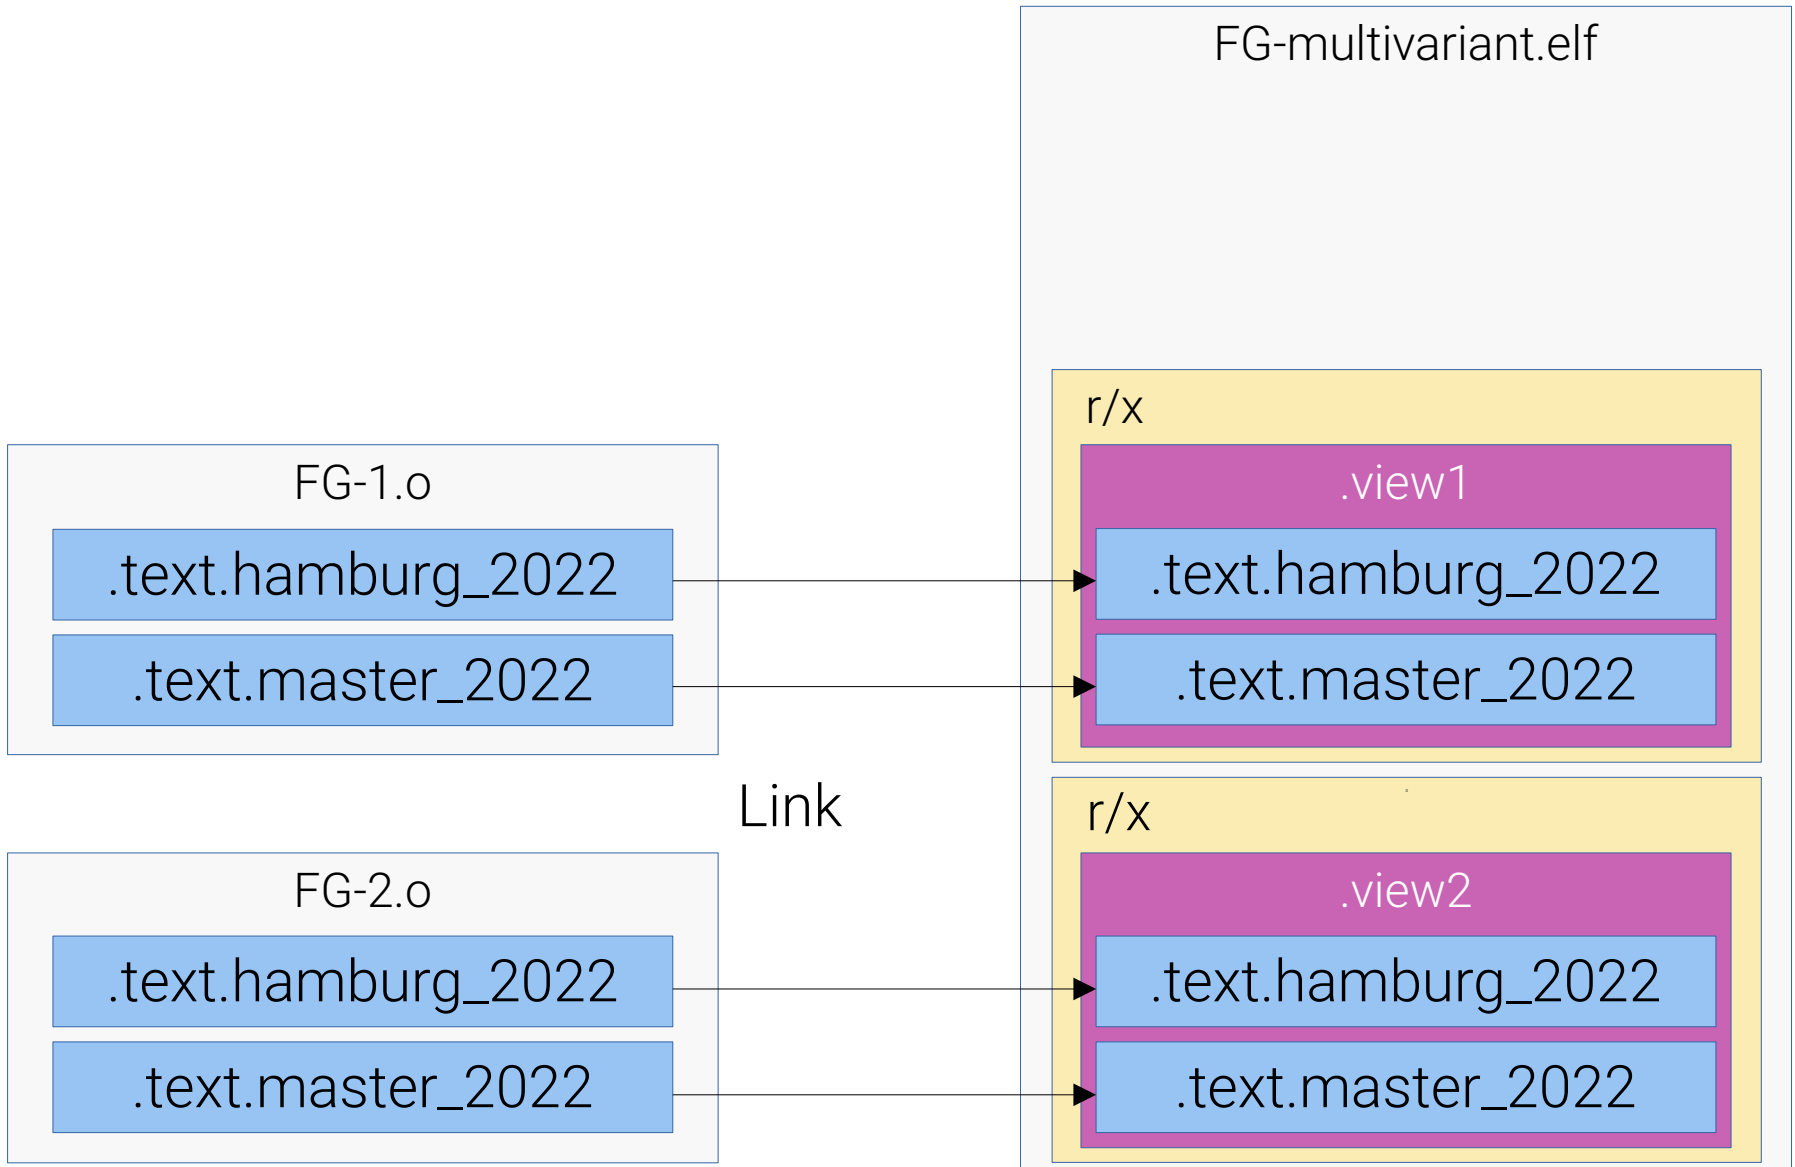 FG-multivariant.elf
r/x
FG-1.o
.view1
.text.hamburg_2022
.text.hamburg_2022
.text.master_2022
.text.master_2022
Link
r/x
FG-2.o
.view2
.text.hamburg_2022
.text.hamburg_2022
.text.master_2022
.text.master_2022